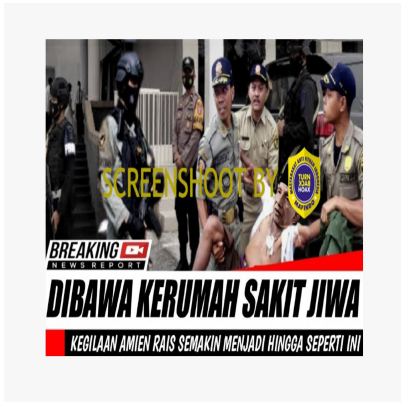 SCREENSHOOT BY
TURN
BACK
HOAX
BREAKING
NEWS REPORT
DIBAWA KERUMAH SAKIT JIWA
KEGILAAN AMIEN RAIS SEMAKIN MENJADI HINGGA SEPERTI INI